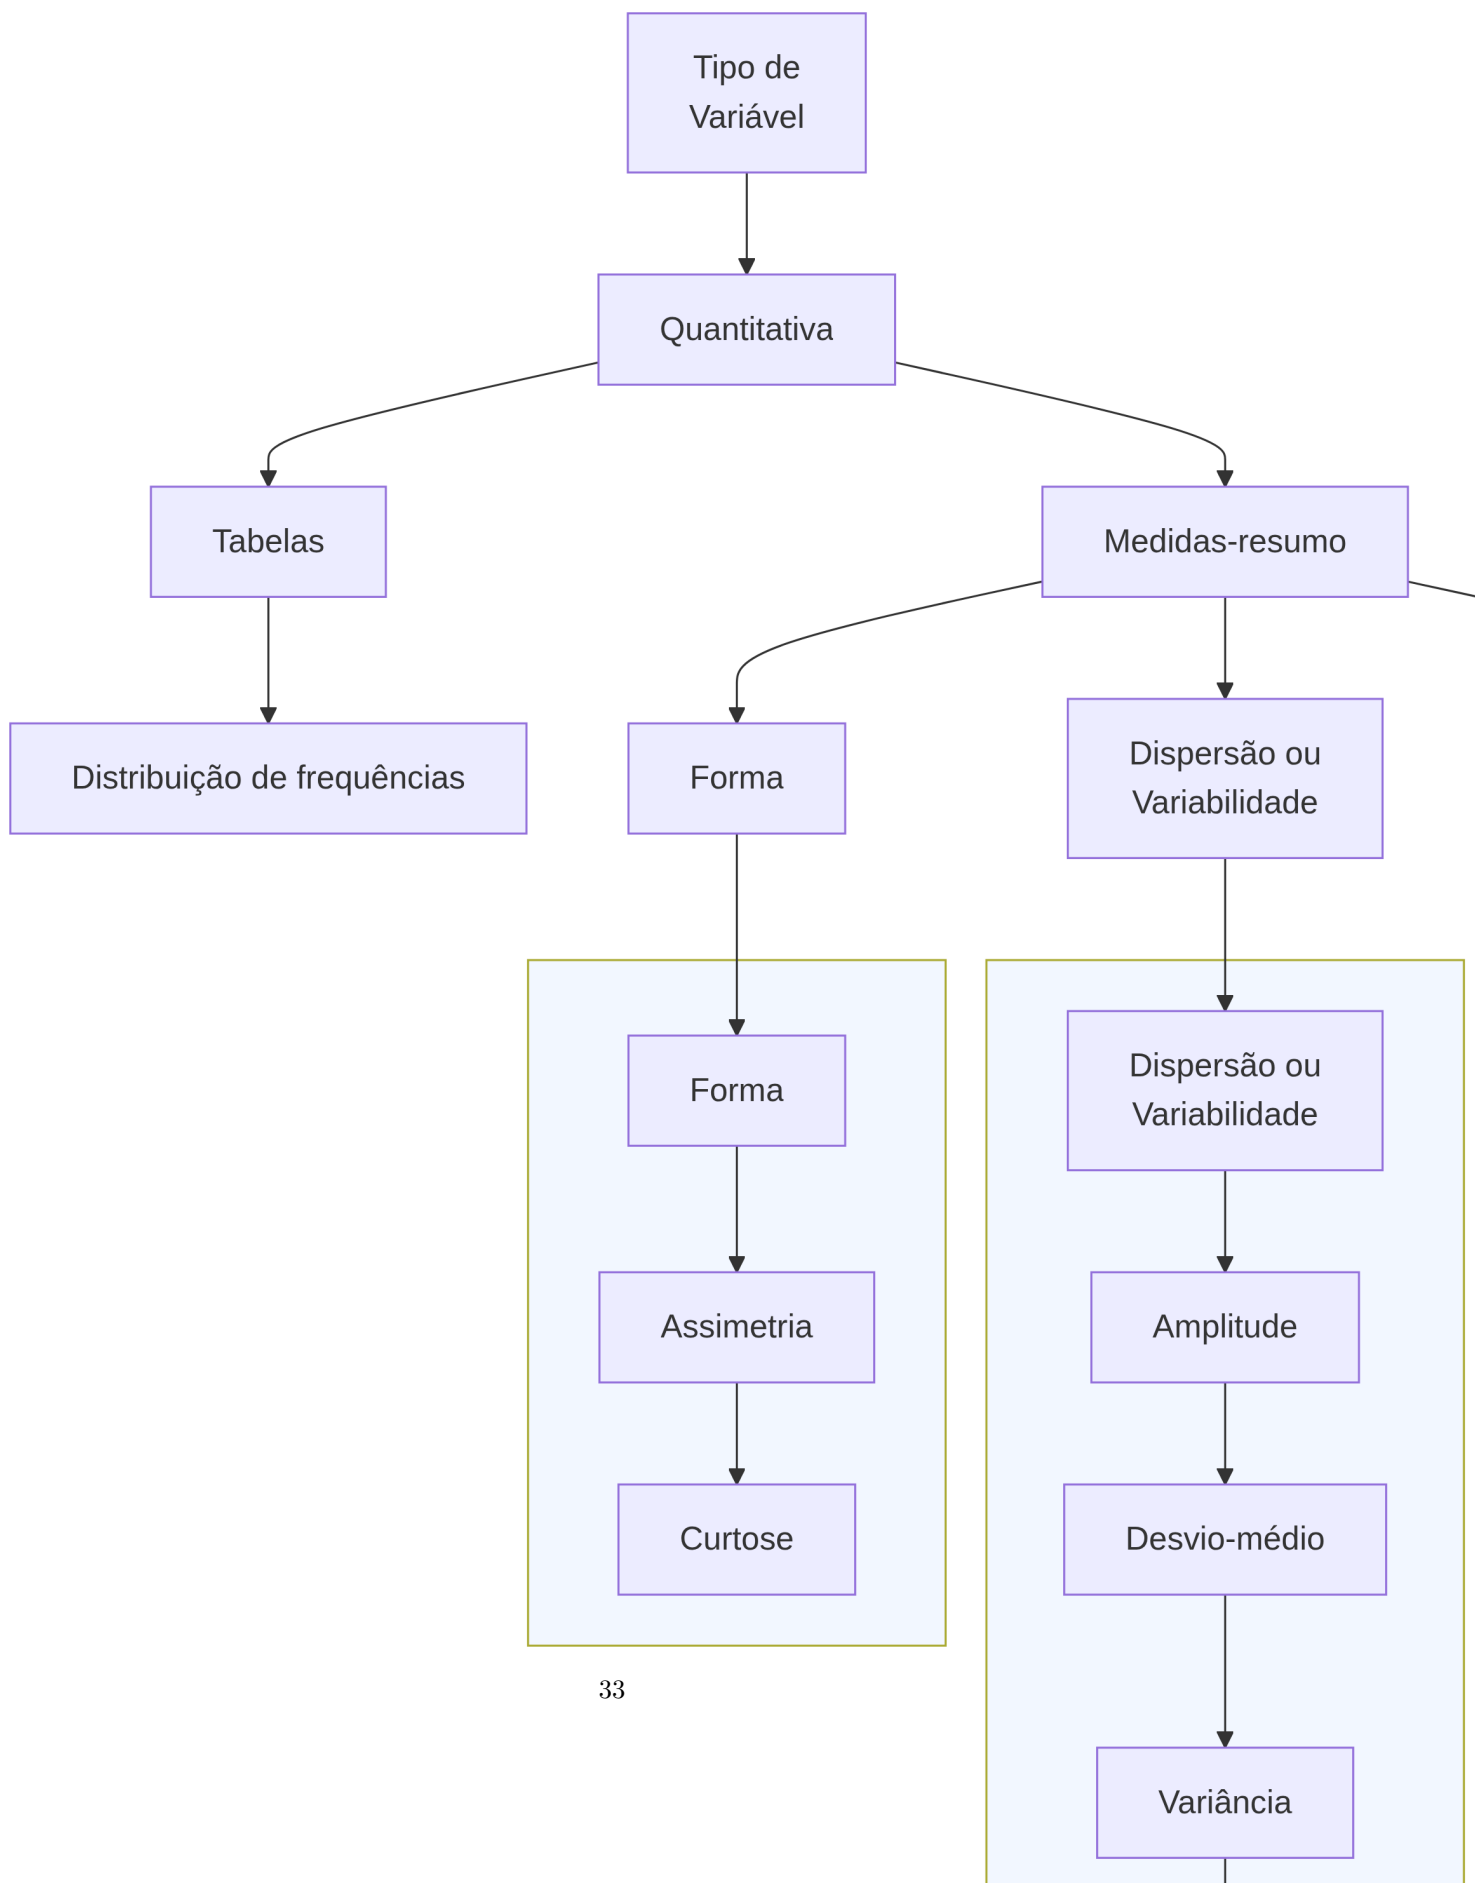 Tipo de
Variável
Quantitativa
Tabelas
Medidas-resumo
Distribuição de frequências
Forma
Dispersão ou
Variabilidade
Forma
Dispersão ou
Variabilidade
Assimetria
Amplitude
Curtose
Desvio-médio
33
Variância